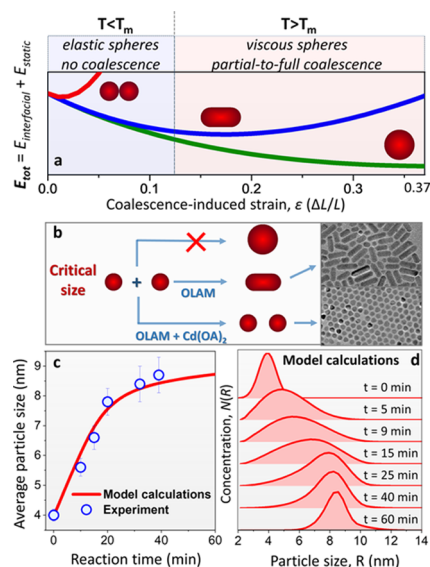 T<Tm T>Tm
elastic spheres viscous spheres
no coalescence partial-to-full coalescence
Etot = Einterfacial + Estatic
a
0.0 0.1 0.2 0.3 0.37
Coalescence-induced strain, ε (ΔL/L)
b
Critical
size
+
OLAM
OLAM + Cd(OA)2
c
Average particle size (nm)
9
8
7
6
5
4
Model calculations
Experiment
0 20 40 60
Reaction time (min)
Model calculations d
Concentration, N(R)
t = 0 min
t = 5 min
t = 9 min
t = 15 min
t = 25 min
t = 40 min
t = 60 min
2 4 6 8 10 12 14
Particle size, R (nm)